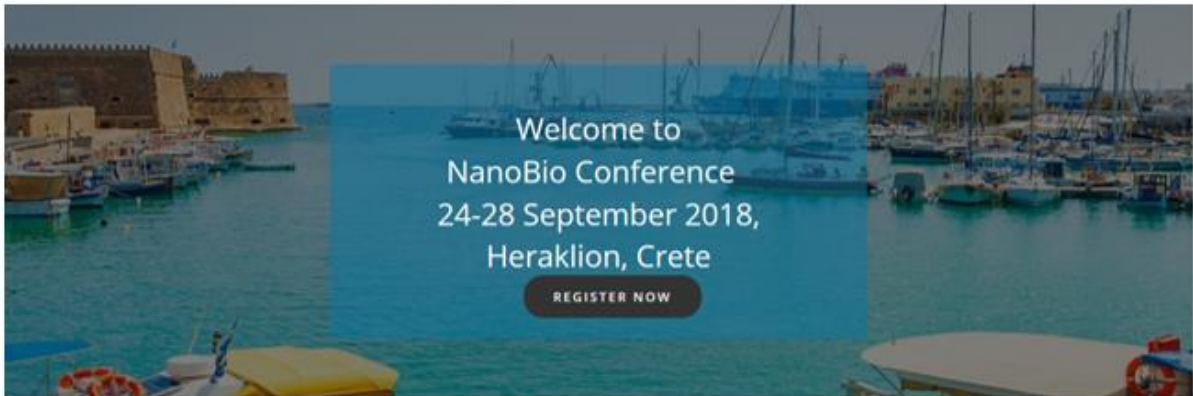 Welcome to
NanoBio Conference
24-28 September 2018,
Heraklion, Crete
REGISTER NOW